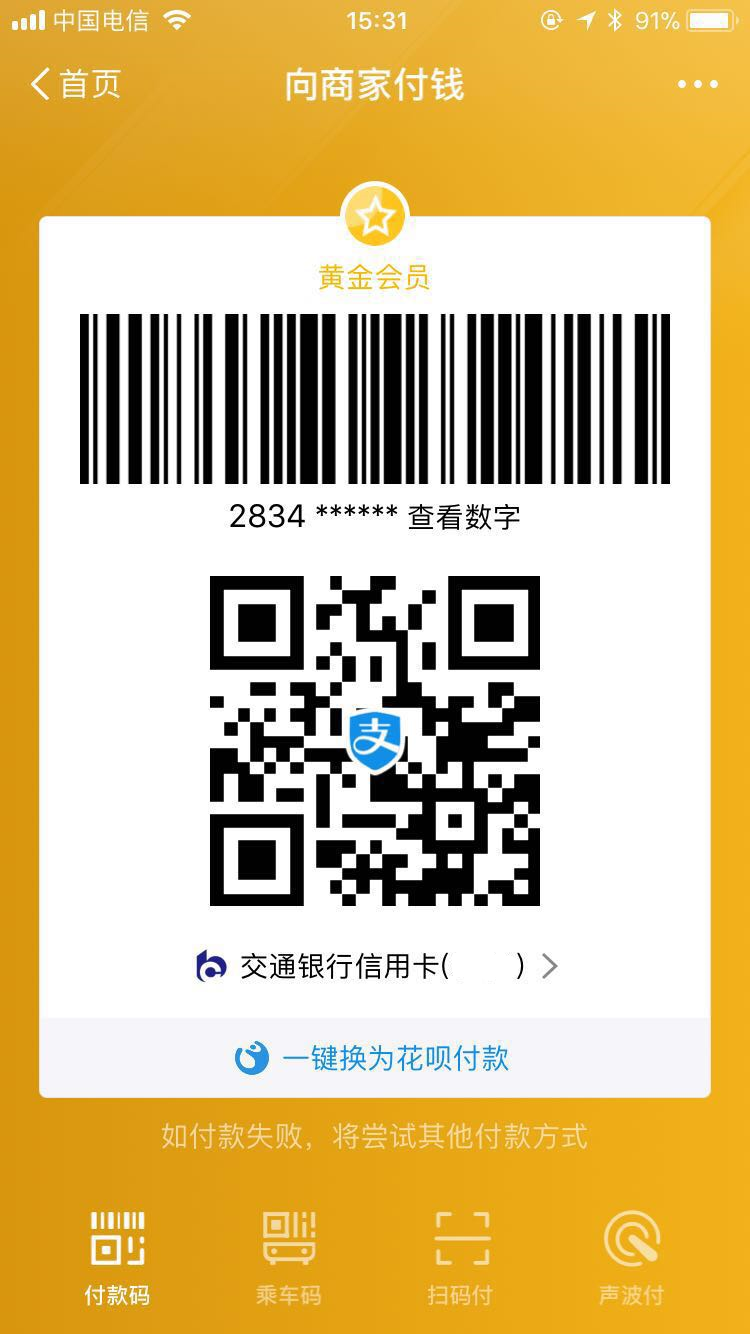 中国电信 15:31 91%
首页 向商家付钱
黄金会员
2834 ****** 查看数字
支
交通银行信用卡( )
一键换为花呗付款
如付款失败，将尝试其他付款方式
付款码 乘车码 扫码付 声波付